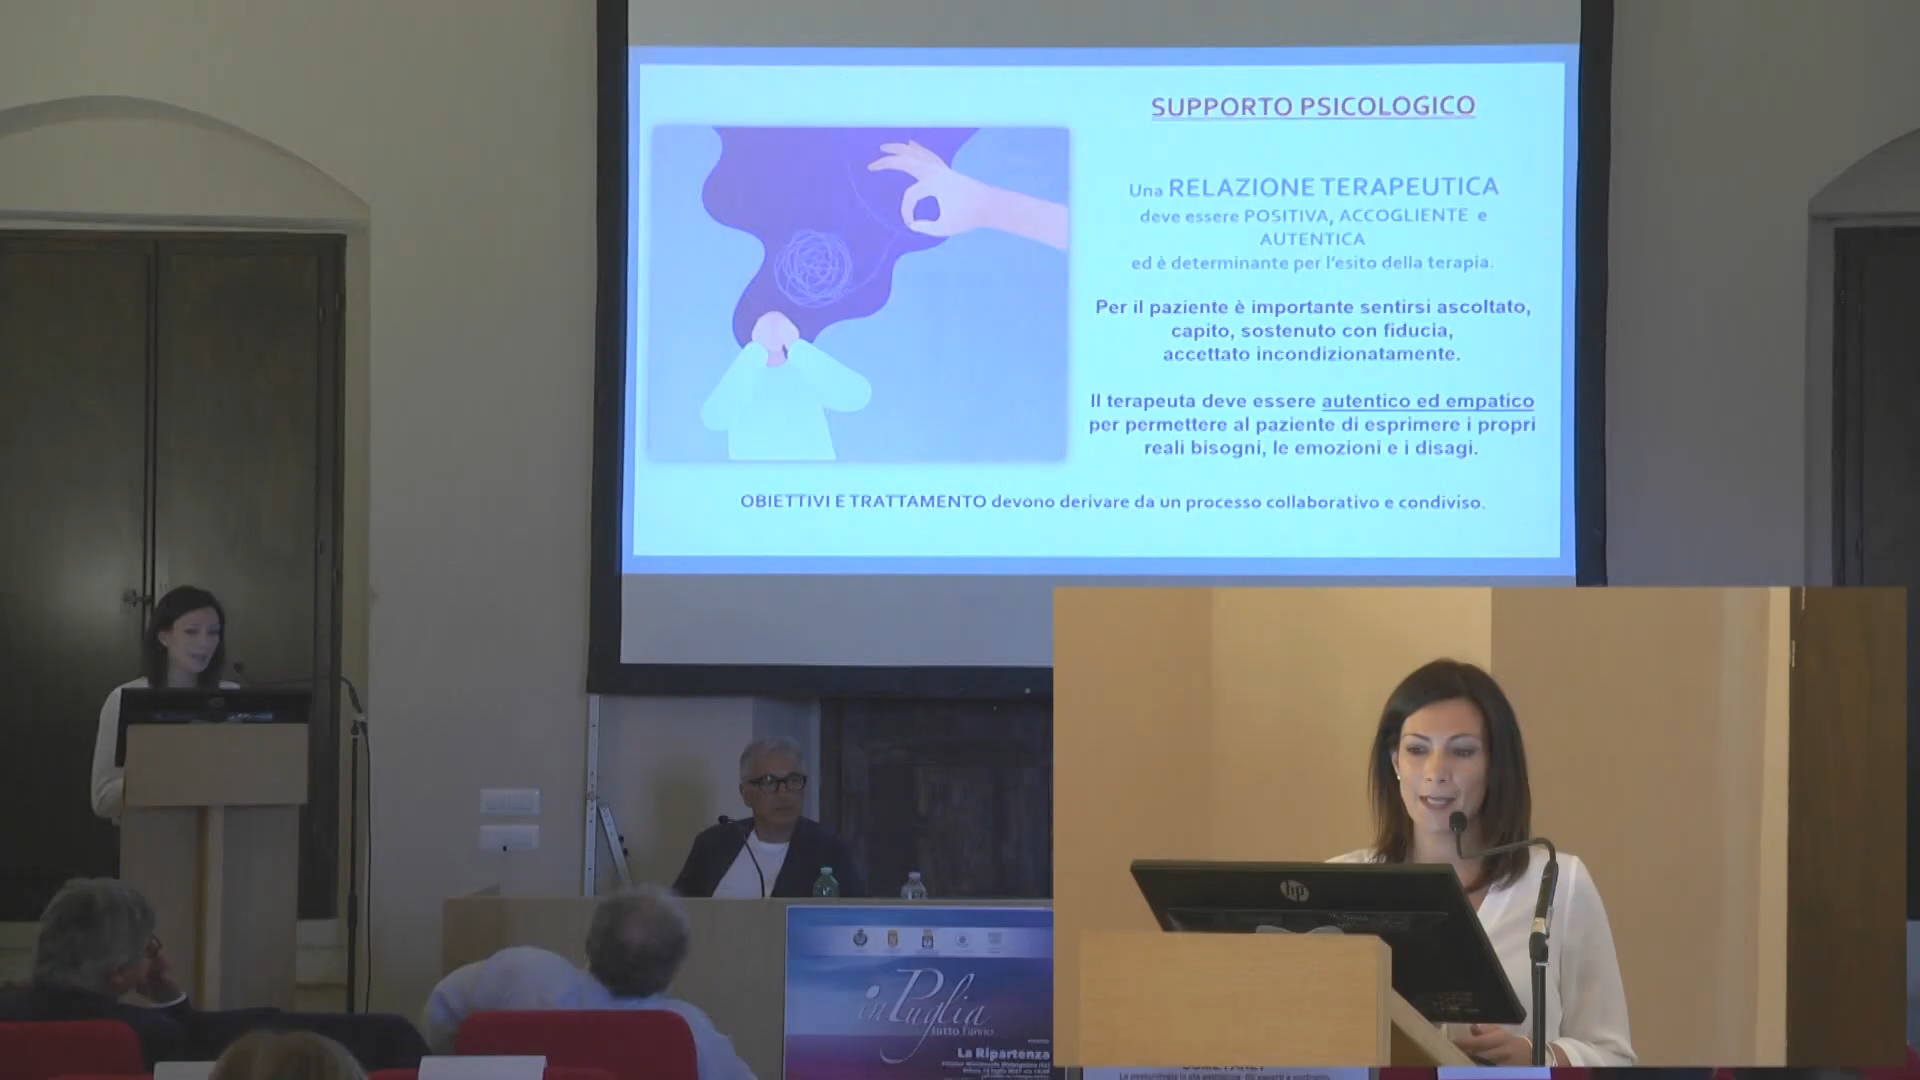 SUPPORTO PSICOLOGICO
Una RELAZIONE TERAPEUTICA
deve essere POSITIVA, ACCOGLIENTE e
AUTENTICA
ed è determinante per l'esito della terapia.
Per il paziente è importante sentirsi ascoltato,
capito, sostenuto con fiducia,
accettato incondizionatamente.
Il terapeuta deve essere autentico ed empatico
per permettere al paziente di esprimere i propri
reali bisogni, le emozioni e i disagi.
OBIETTIVI E TRATTAMENTO devono derivare da un processo collaborativo e condiviso.
hp
inPuglia
tutto l'anno
La Ripartenza